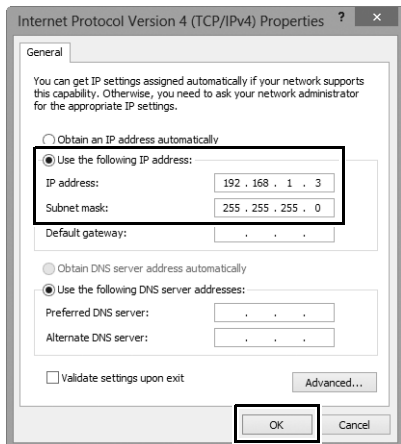 Internet Protocol Version 4 (TCP/IPv4) Properties ? ×
General
You can get IP settings assigned automatically if your network supports
this capability. Otherwise, you need to ask your network administrator
for the appropriate IP settings.
Obtain an IP address automatically
Use the following IP address:
IP address: 192 . 168 . 1 . 3
Subnet mask: 255 . 255 . 255 . 0
Default gateway: . . .
Obtain DNS server address automatically
Use the following DNS server addresses:
Preferred DNS server: . . .
Alternate DNS server: . . .
Validate settings upon exit
Advanced...
OK Cancel